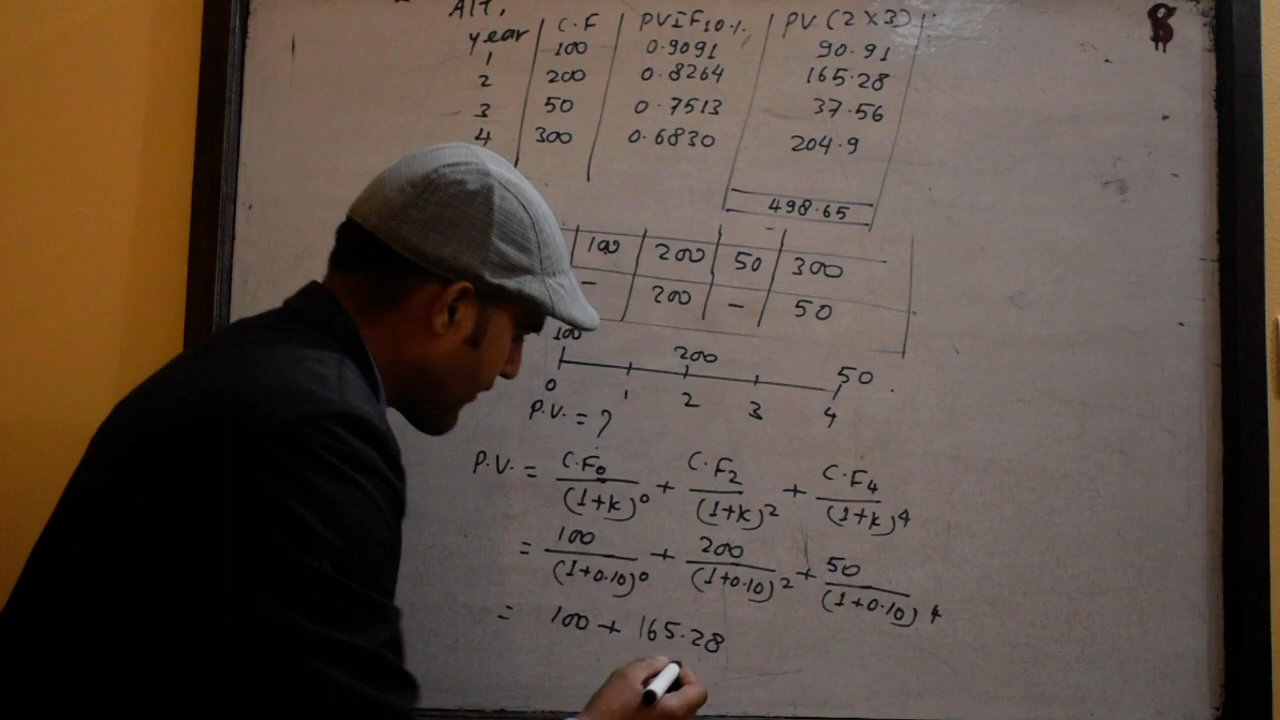 Alt,
year | C.F | PVIF10% | PV (2 X 3)
1 | 100 | 0.9091 | 90.91
2 | 200 | 0.8264 | 165.28
3 | 50 | 0.7513 | 37.56
4 | 300 | 0.6830 | 204.9
498.65
100 | 200 | 50 | 300
- | 200 | - | 50
100 200 50
0 1 2 3 4
P.V. = ?
P.V. = C.F0/(1+k)^0 + C.F2/(1+k)^2 + C.F4/(1+k)^4
= 100/(1+0.10)^0 + 200/(1+0.10)^2 + 50/(1+0.10)^4
= 100 + 165.28